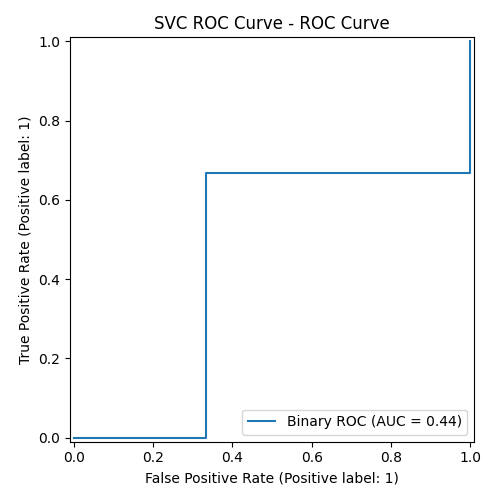 SVC ROC Curve - ROC Curve
True Positive Rate (Positive label: 1)
1.0
0.8
0.6
0.4
0.2
0.0
Binary ROC (AUC = 0.44)
0.0 0.2 0.4 0.6 0.8 1.0
False Positive Rate (Positive label: 1)